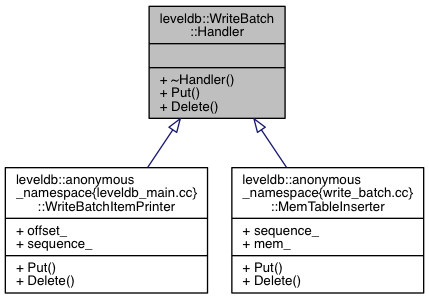 leveldb::WriteBatch
::Handler
+ ~Handler()
+ Put()
+ Delete()
leveldb::anonymous
_namespace{leveldb_main.cc}
::WriteBatchItemPrinter
+ offset_
+ sequence_
+ Put()
+ Delete()
leveldb::anonymous
_namespace{write_batch.cc}
::MemTableInserter
+ sequence_
+ mem_
+ Put()
+ Delete()